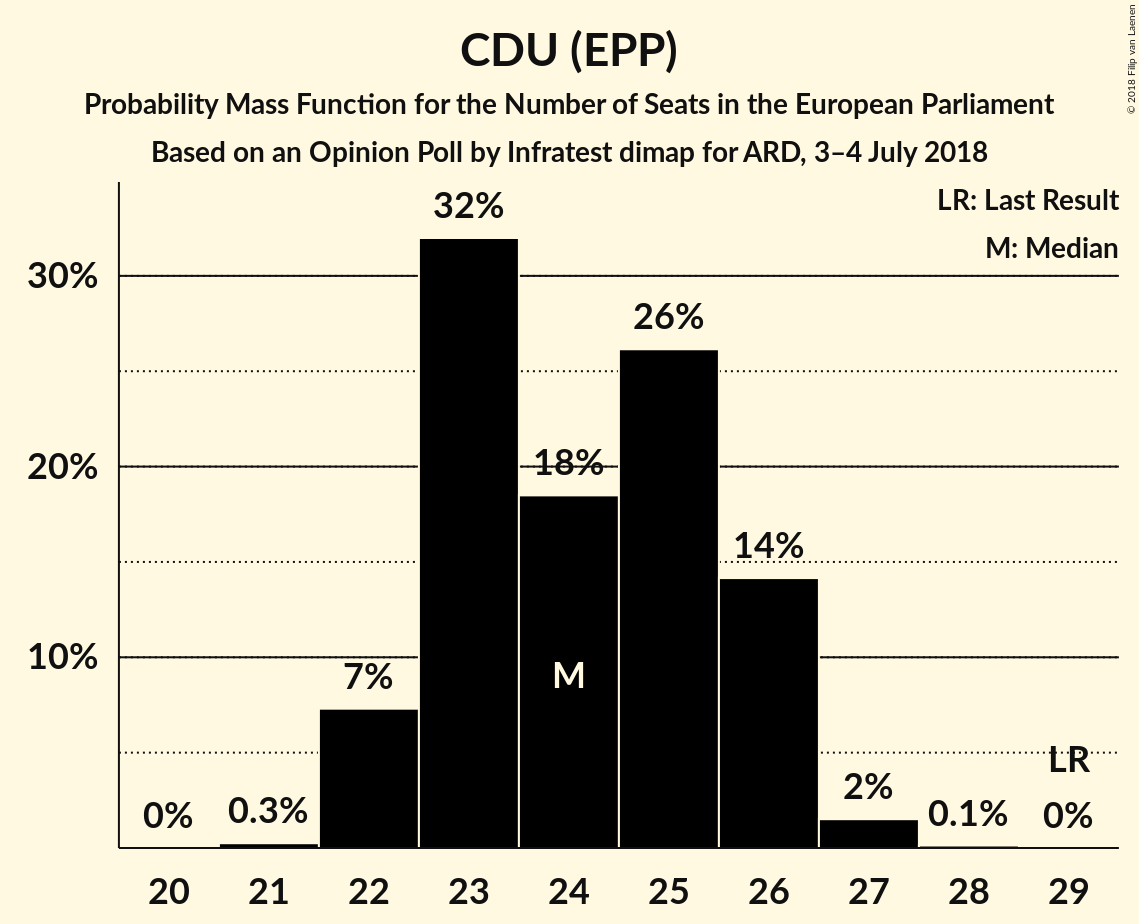 CDU (EPP)
Probability Mass Function for the Number of Seats in the European Parliament
Based on an Opinion Poll by Infratest dimap for ARD, 3–4 July 2018
© 2018 Filip van Laenen
LR: Last Result
M: Median
30%
20%
10%
0%
0.3%
7%
32%
18%
M
26%
14%
2%
0.1%
LR
0%
20 21 22 23 24 25 26 27 28 29